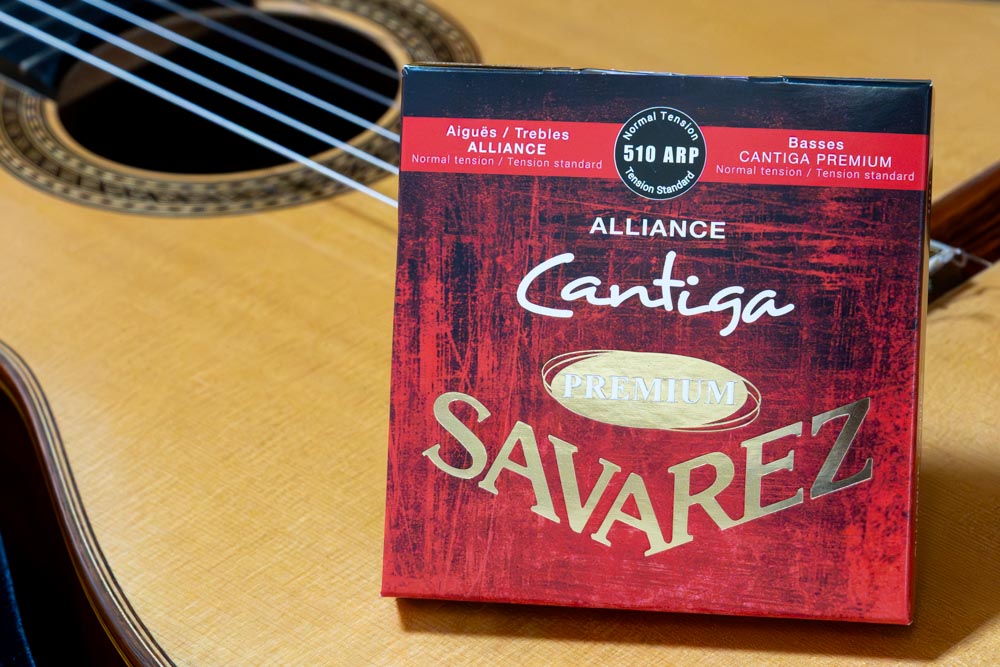 Aiguës / Trebles
ALLIANCE
Normal tension / Tension standard
Normal Tension
510 ARP
Tension Standard
Basses
CANTIGA PREMIUM
Normal tension / Tension standard
ALLIANCE
Cantiga
PREMIUM
SAVAREZ